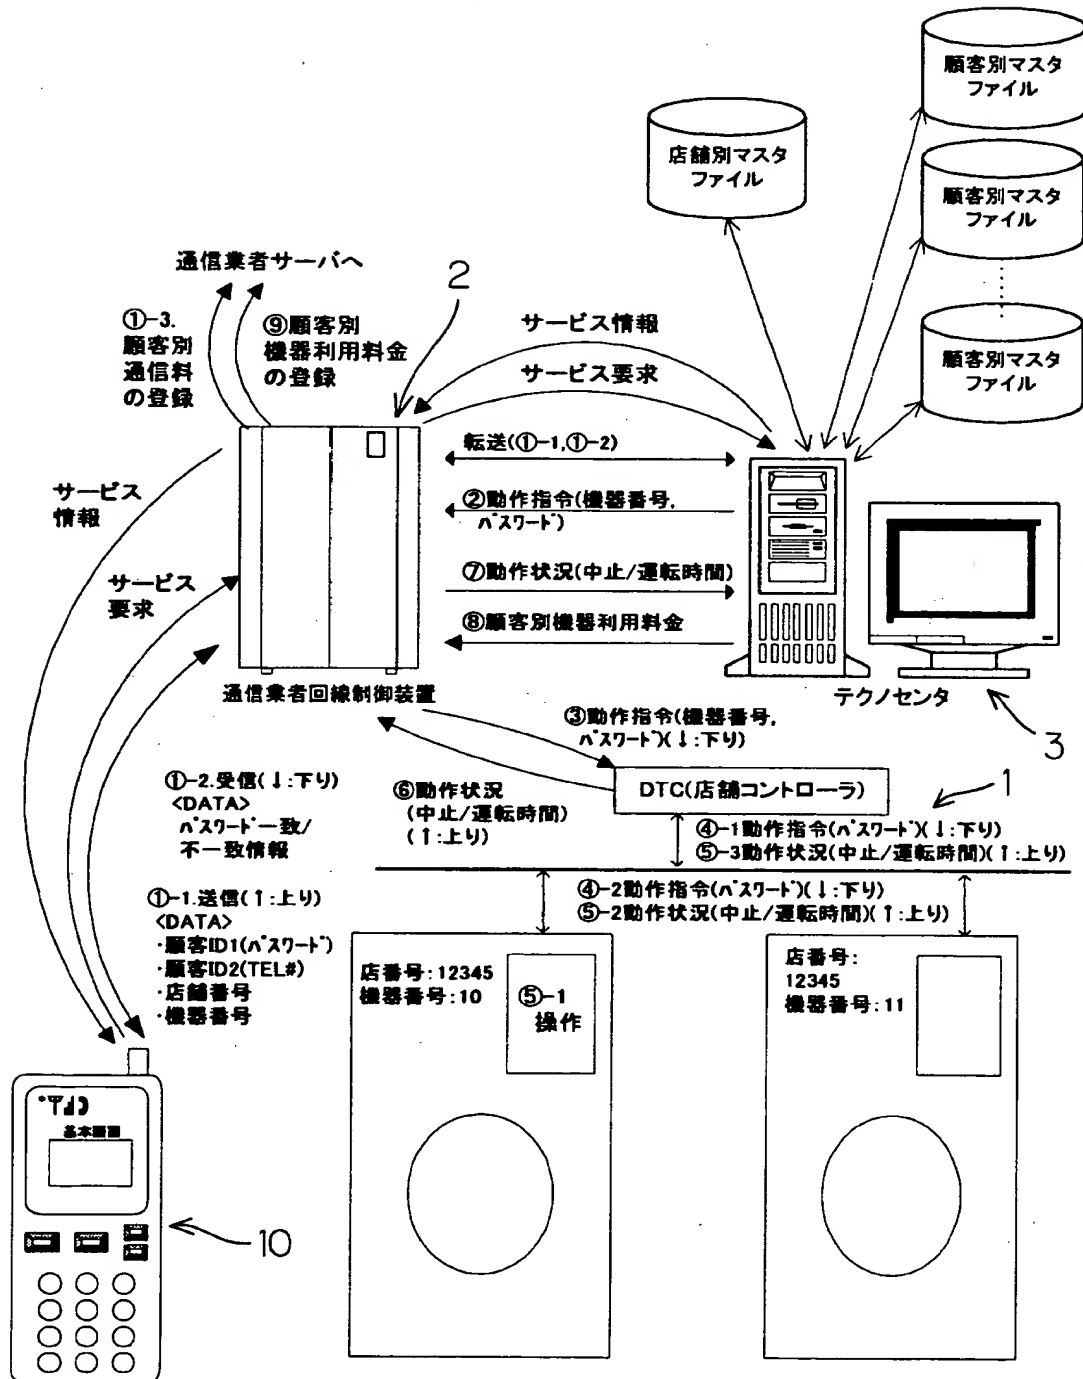 顧客別マスタ
ファイル
店舗別マスタ
ファイル
顧客別マスタ
ファイル
顧客別マスタ
ファイル
通信業者サーバへ
2
①-3.
顧客別
通信料
の登録
⑨顧客別
機器利用料金
の登録
サービス情報
サービス要求
転送(①-1,①-2)
サービス
情報
②動作指令(機器番号,
パスワード)
サービス
要求
⑦動作状況(中止/運転時間)
⑧顧客別機器利用料金
通信業者回線制御装置
テクノセンタ
3
③動作指令(機器番号,
パスワード)(↓:下り)
①-2.受信(↓:下り)
<DATA>
パスワード一致/
不一致情報
⑥動作状況
(中止/運転時間)
(↑:上り)
DTC(店舗コントローラ)
1
④-1動作指令(パスワード)(↓:下り)
⑤-3動作状況(中止/運転時間)(↑:上り)
①-1.送信(↑:上り)
<DATA>
・顧客ID1(パスワード)
・顧客ID2(TEL#)
・店舗番号
・機器番号
④-2動作指令(パスワード)(↓:下り)
⑤-2動作状況(中止/運転時間)(↑:上り)
店番号:12345
機器番号:10
⑤-1
操作
店番号:
12345
機器番号:11
基本画面
10